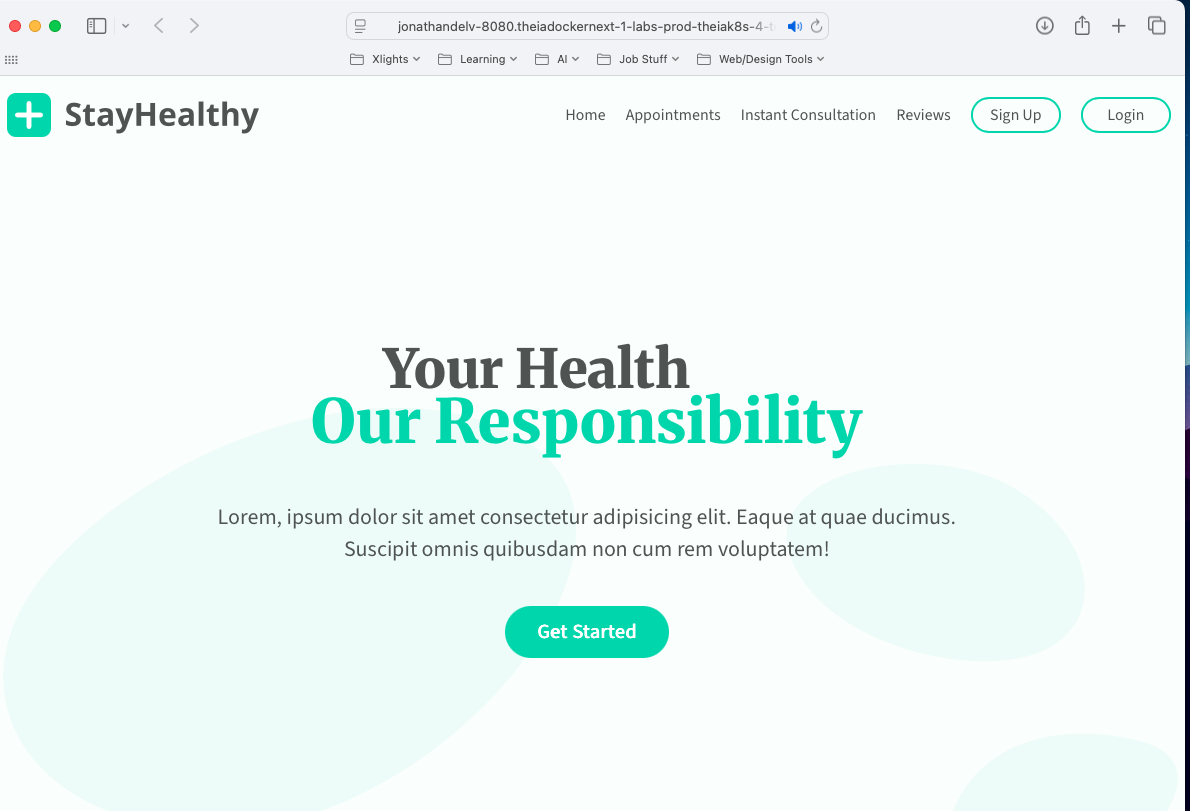 jonathandelv-8080.theiadockernext-1-labs-prod-theiak8s-4-t
Xlights Learning AI Job Stuff Web/Design Tools
StayHealthy
Home Appointments Instant Consultation Reviews Sign Up Login
Your Health
Our Responsibility
Lorem, ipsum dolor sit amet consectetur adipisicing elit. Eaque at quae ducimus.
Suscipit omnis quibusdam non cum rem voluptatem!
Get Started